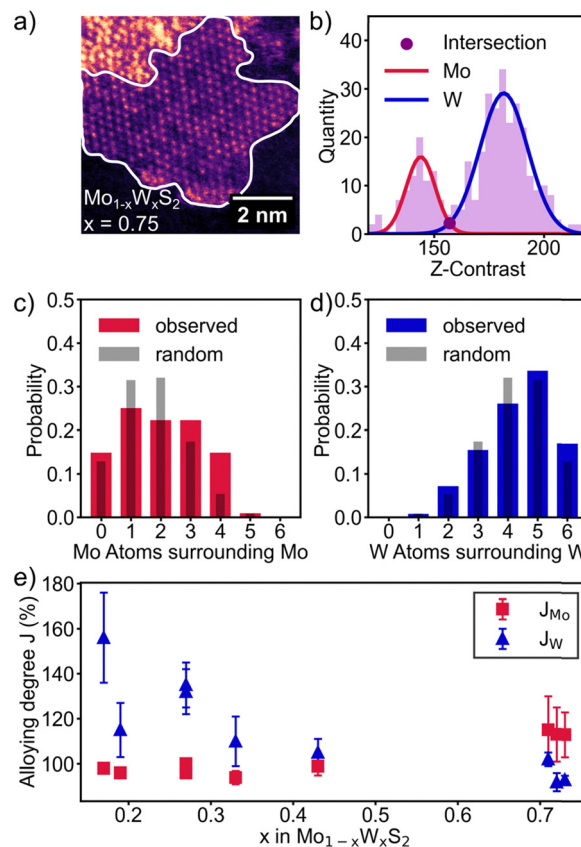 a)
Mo₁₋ₓWₓS₂
x = 0.75
2 nm
b)
Intersection
Mo
W
Quantity
40
30
20
10
0
150
200
Z-Contrast
c)
observed
random
Probability
0.5
0.4
0.3
0.2
0.1
0.0
0 1 2 3 4 5 6
Mo Atoms surrounding Mo
d)
observed
random
Probability
0.5
0.4
0.3
0.2
0.1
0.0
0 1 2 3 4 5 6
W Atoms surrounding W
e)
Alloying degree J (%)
180
160
140
120
100
J_Mo
J_W
0.2 0.3 0.4 0.5 0.6 0.7
x in Mo₁₋ₓWₓS₂